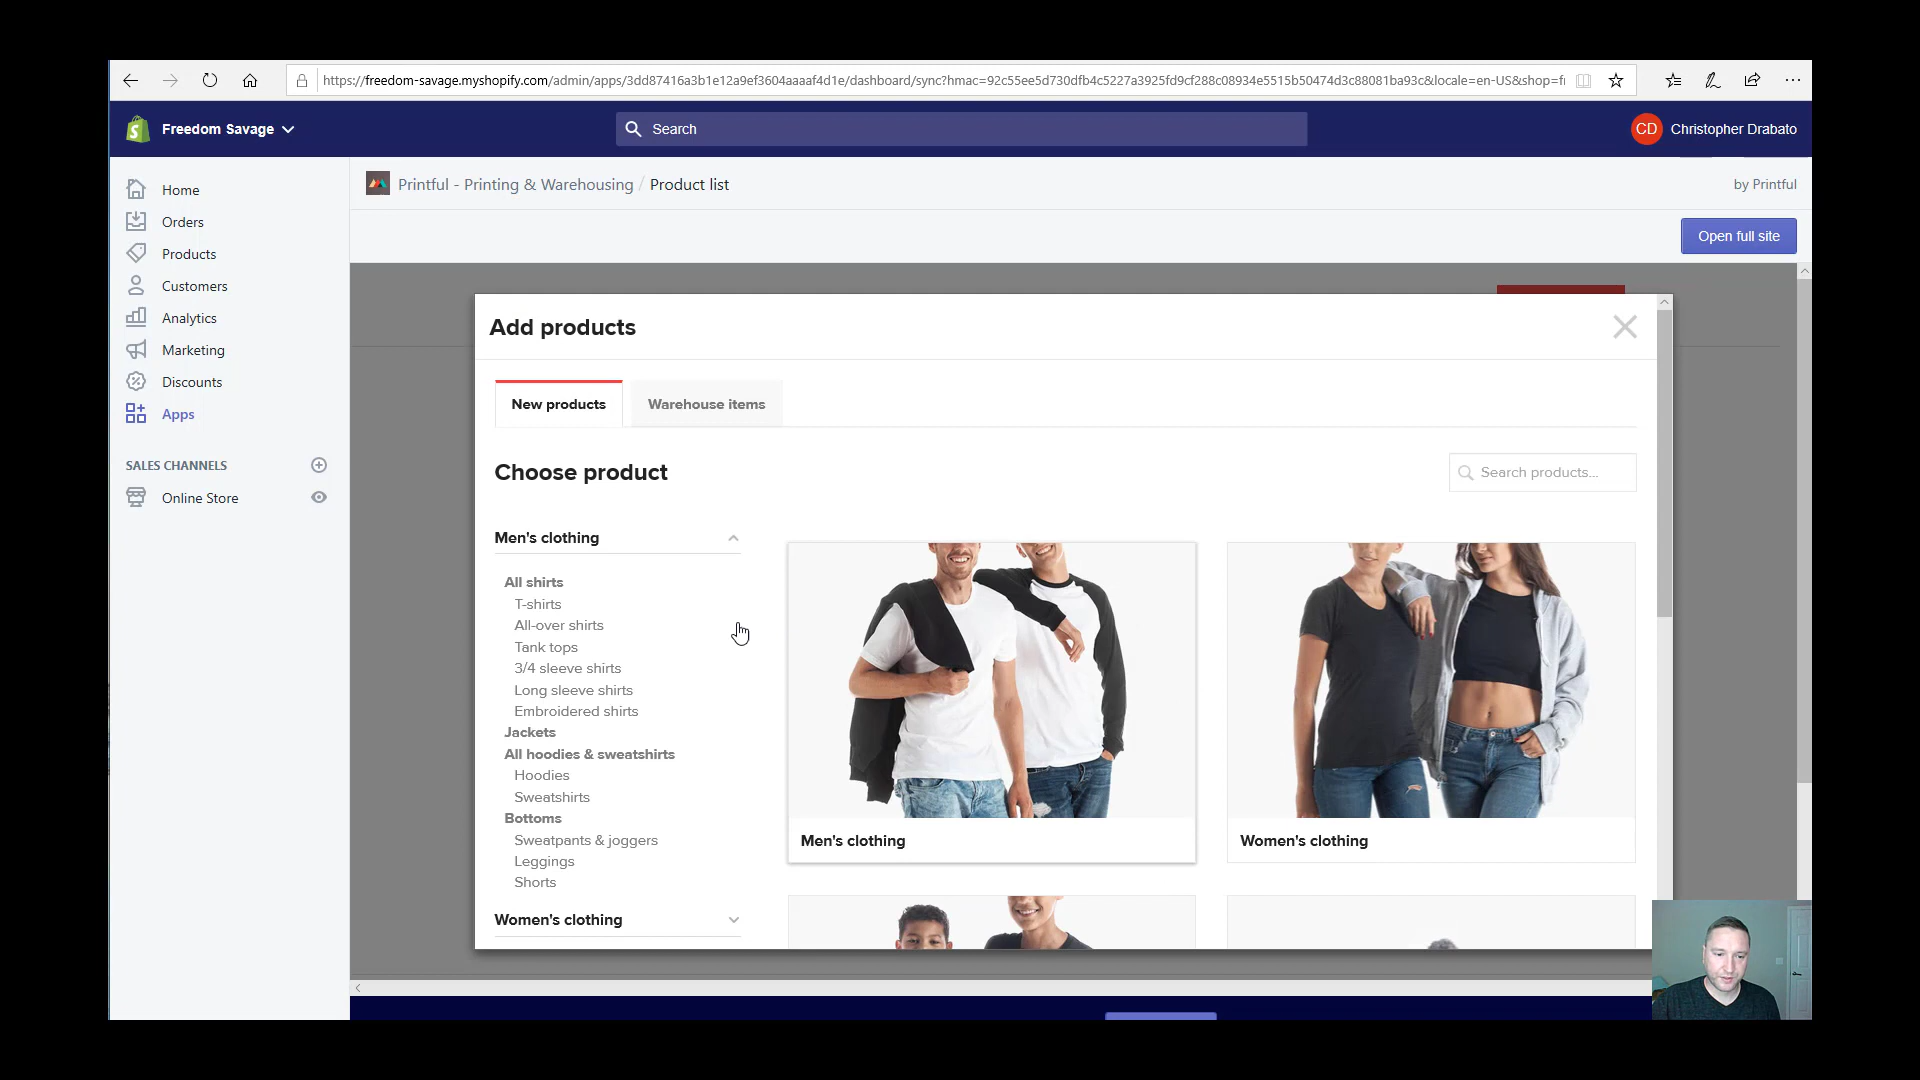 https://freedom-savage.myshopify.com/admin/apps/3dd87416a3b1e12a9ef3604aaaaf4d1e/dashboard/sync?hmac=92c55ee5d730dfb4c5227a3925fd9cf288c08934e5515b50474d3c88081ba93c&locale=en-US&shop=f
Freedom Savage
Search
CD Christopher Drabato
Home
Orders
Products
Customers
Analytics
Marketing
Discounts
Apps
SALES CHANNELS
Online Store
Printful - Printing & Warehousing / Product list
by Printful
Open full site
Add products
New products
Warehouse items
Choose product
Search products...
Men's clothing
All shirts
T-shirts
All-over shirts
Tank tops
3/4 sleeve shirts
Long sleeve shirts
Embroidered shirts
Jackets
All hoodies & sweatshirts
Hoodies
Sweatshirts
Bottoms
Sweatpants & joggers
Leggings
Shorts
Women's clothing
Men's clothing
Women's clothing